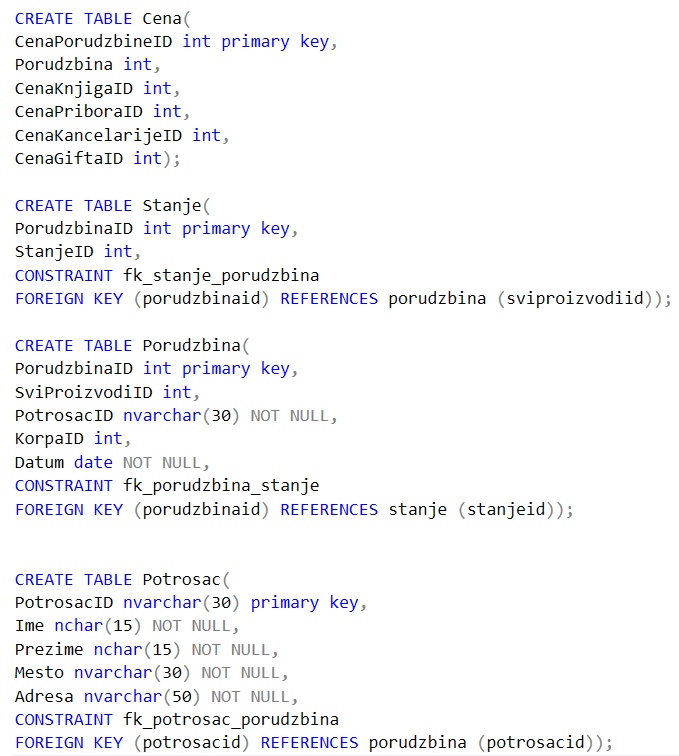 CREATE TABLE Cena(
CenaPorudzbineID int primary key,
Porudzbina int,
CenaKnjigaID int,
CenaPriboraID int,
CenaKancelarijeID int,
CenaGiftaID int);
CREATE TABLE Stanje(
PorudzbinaID int primary key,
StanjeID int,
CONSTRAINT fk_stanje_porudzbina
FOREIGN KEY (porudzbinaid) REFERENCES porudzbina (sviproizvodiid));
CREATE TABLE Porudzbina(
PorudzbinaID int primary key,
SviProizvodiID int,
PotrosacID nvarchar(30) NOT NULL,
KorpaID int,
Datum date NOT NULL,
CONSTRAINT fk_porudzbina_stanje
FOREIGN KEY (porudzbinaid) REFERENCES stanje (stanjeid));
CREATE TABLE Potrosac(
PotrosacID nvarchar(30) primary key,
Ime nchar(15) NOT NULL,
Prezime nchar(15) NOT NULL,
Mesto nvarchar(30) NOT NULL,
Adresa nvarchar(50) NOT NULL,
CONSTRAINT fk_potrosac_porudzbina
FOREIGN KEY (potrosacid) REFERENCES porudzbina (potrosacid));